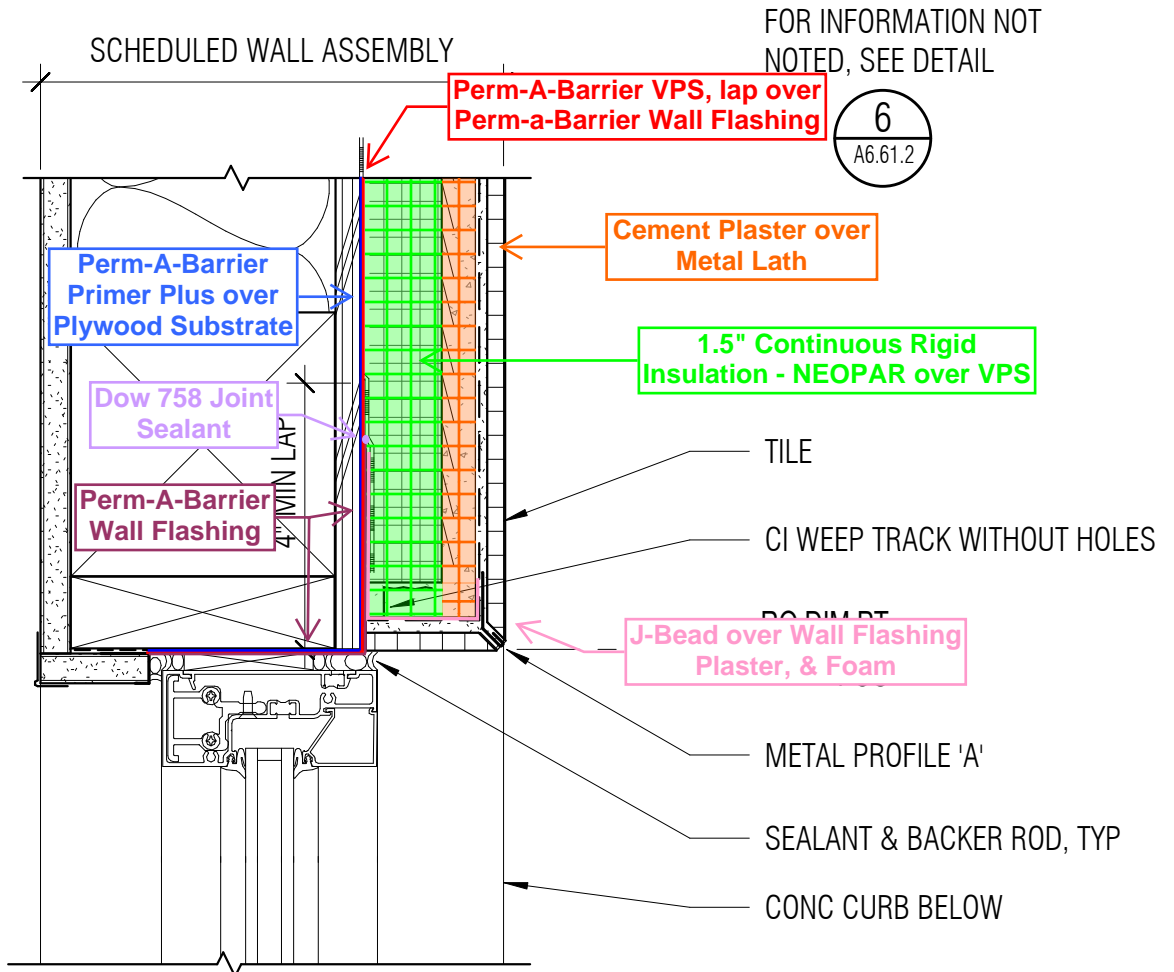 FOR INFORMATION NOT
NOTED, SEE DETAIL
6
A6.61.2
SCHEDULED WALL ASSEMBLY
Perm-A-Barrier VPS, lap over
Perm-a-Barrier Wall Flashing
Cement Plaster over
Metal Lath
Perm-A-Barrier
Primer Plus over
Plywood Substrate
1.5" Continuous Rigid
Insulation - NEOPAR over VPS
Dow 758 Joint
Sealant
4" MIN LAP
TILE
Perm-A-Barrier
Wall Flashing
CI WEEP TRACK WITHOUT HOLES
J-Bead over Wall Flashing
Plaster, & Foam
METAL PROFILE 'A'
SEALANT & BACKER ROD, TYP
CONC CURB BELOW